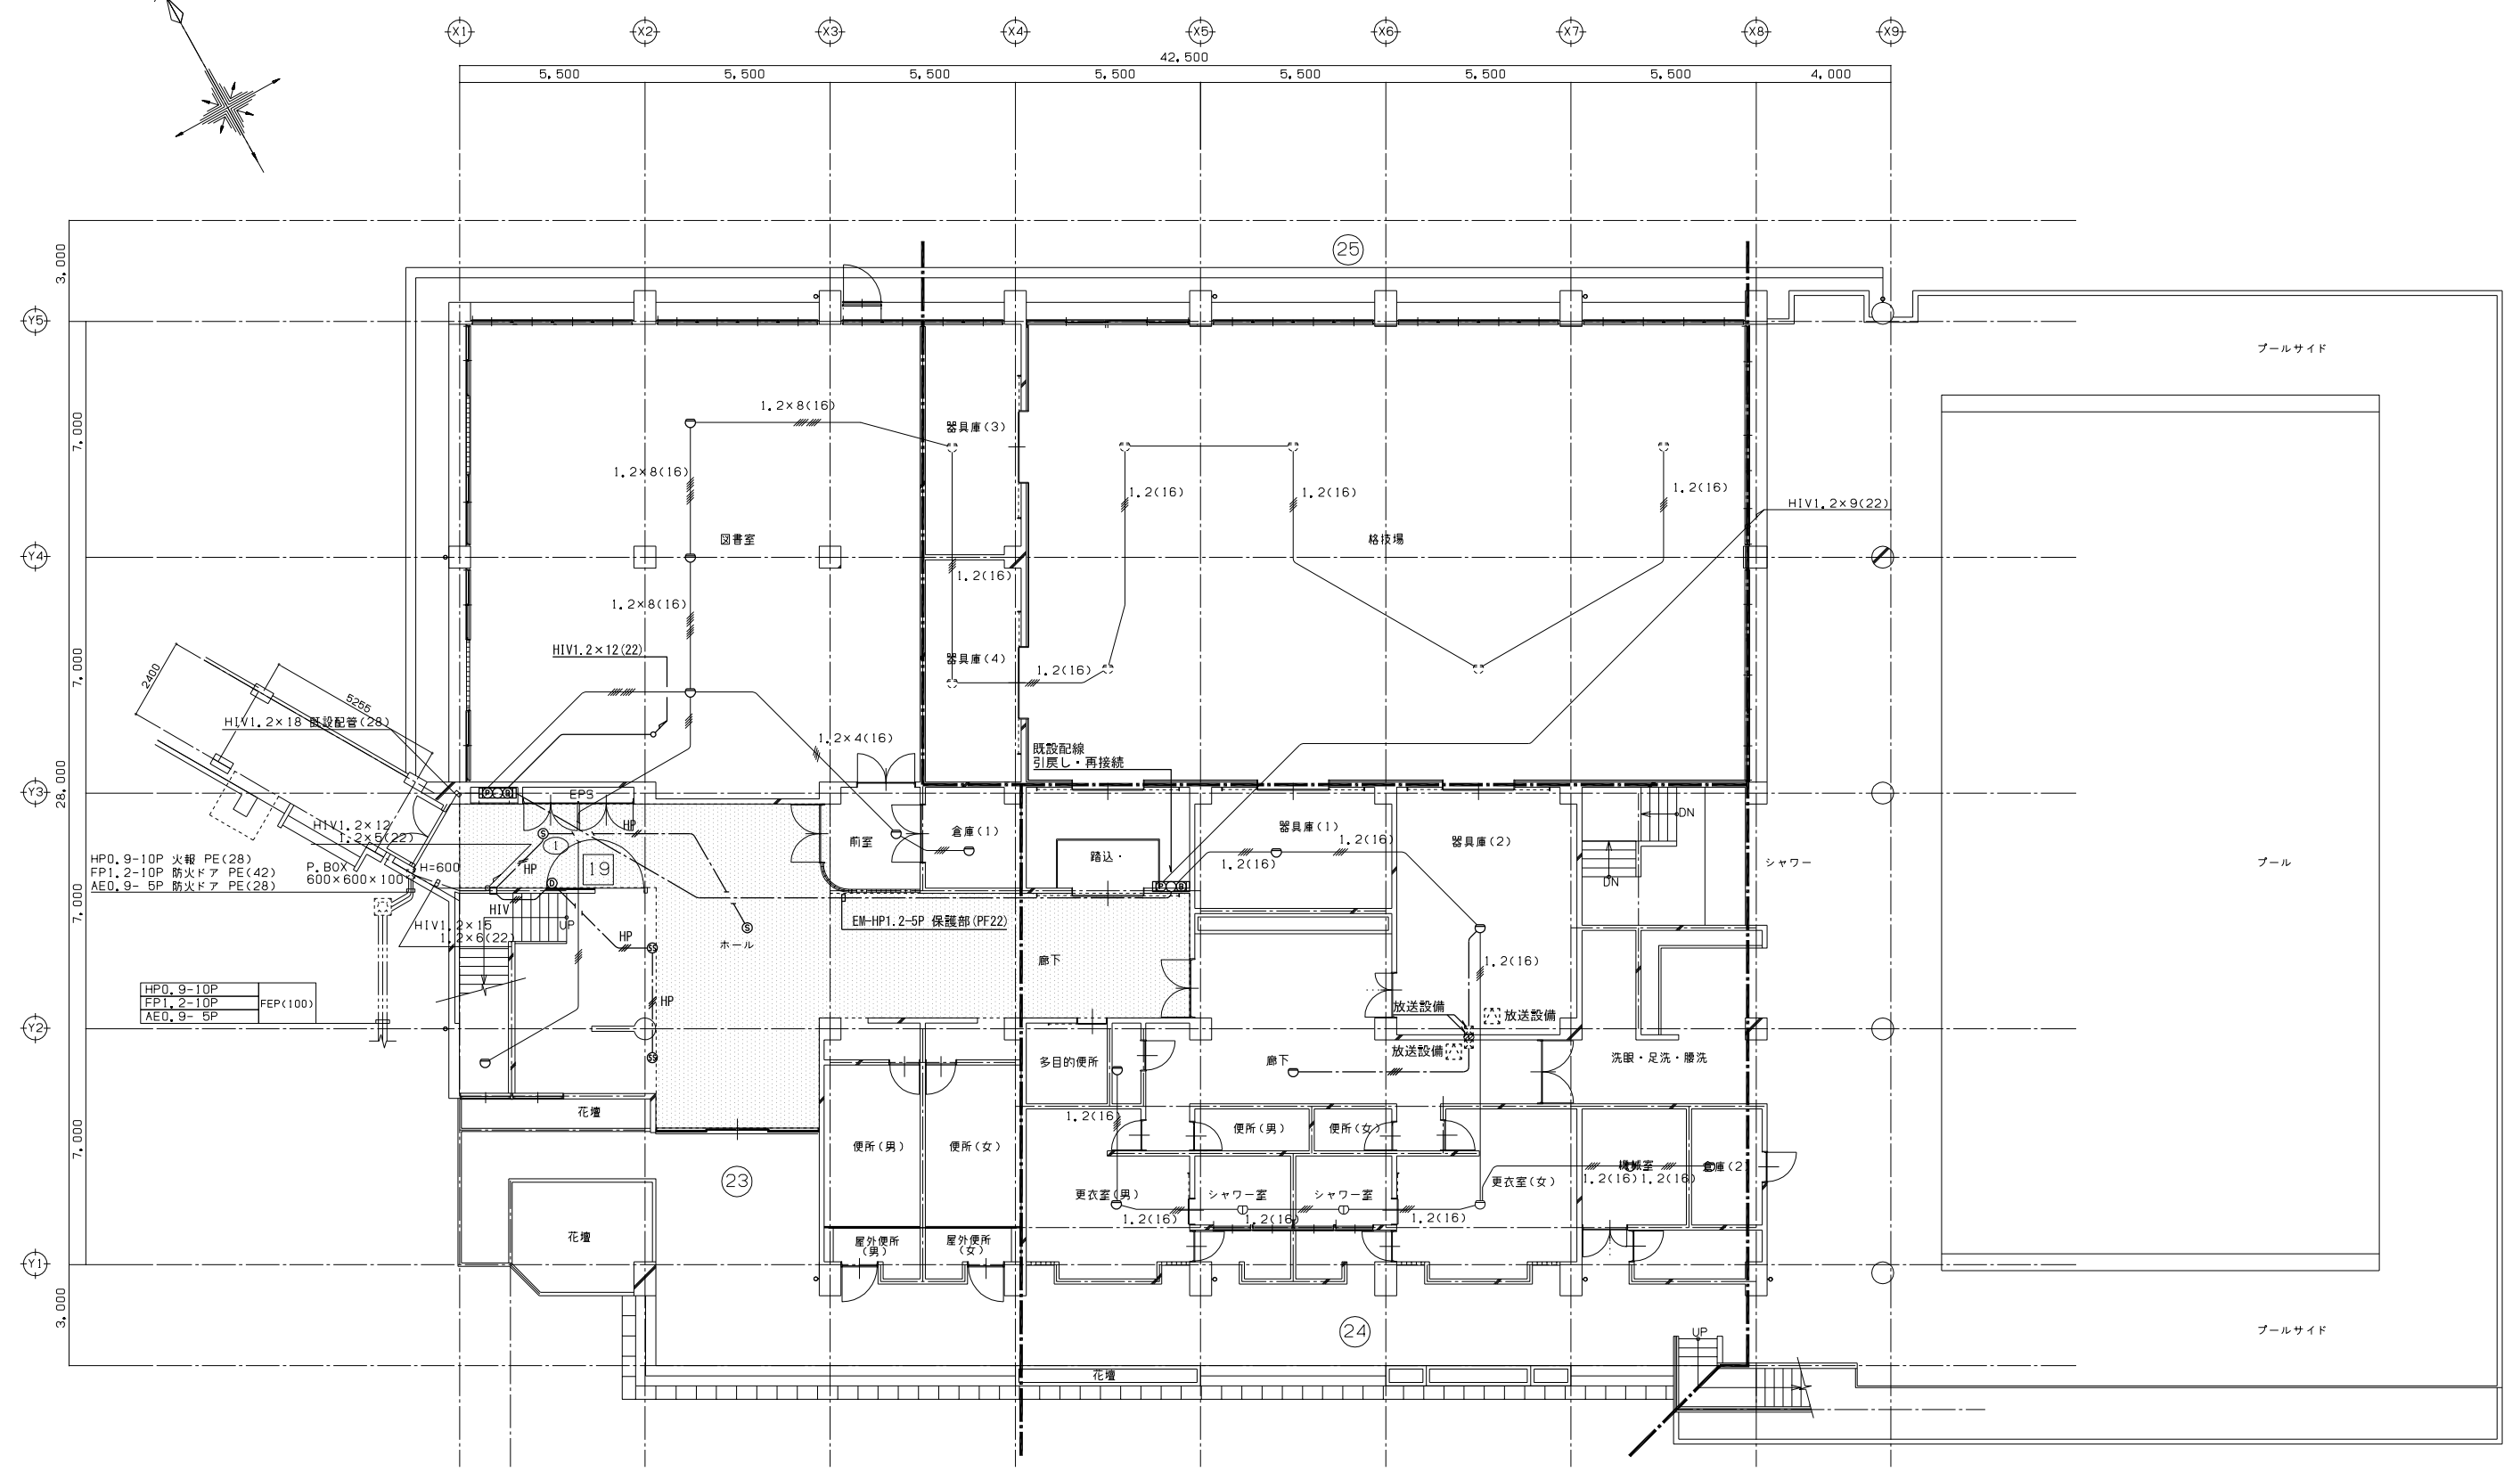 X1 X2 X3 X4 X5 X6 X7 X8 X9
42,500
5,500 5,500 5,500 5,500 5,500 5,500 5,500 4,000
25
3,000
Y5
プールサイド
7,000
1.2×8(16)
器具庫(3)
1.2×8(16)
1.2(16)
1.2(16)
1.2(16)
HIV1.2×9(22)
図書室
格技場
Y4
1.2(16)
1.2×8(16)
HIV1.2×12(22)
器具庫(4)
1.2(16)
7,000
2400
5255
HIV1.2×18 既設配管(28)
1.2×4(16)
既設配線
引戻し・再接続
Y3
28,000
EPS
HIV1.2×12
1.2×5(22)
HP
S
1
前室
倉庫(1)
器具庫(1)
1.2(16)
1.2(16)
器具庫(2)
DN
踏込・
シャワー
プール
HP0.9-10P 火報 PE(28)
FP1.2-10P 防火ドア PE(42)
AE0.9- 5P 防火ドア PE(28)
P.BOX
600×600×100
H=600
HP
19
DN
7,000
HIV
UP
HIV1.2×15
1.2×6(22)
HP
EM-HP1.2-5P 保護部(PF22)
S
ホール
廊下
1.2(16)
HP0.9-10P
FP1.2-10P
AE0.9- 5P
FEP(100)
HP
放送設備
放送設備
放送設備
Y2
多目的便所
廊下
洗眼・足洗・腰洗
花壇
1.2(16)
7,000
便所(男)
便所(女)
便所(男)
便所(女)
23
更衣室(男)
シャワー室
シャワー室
更衣室(女)
機械室
倉庫(2)
1.2(16)
1.2(16)
1.2(16)
1.2(16)
1.2(16)
花壇
屋外便所
(男)
屋外便所
(女)
Y1
3,000
24
UP
プールサイド
花壇